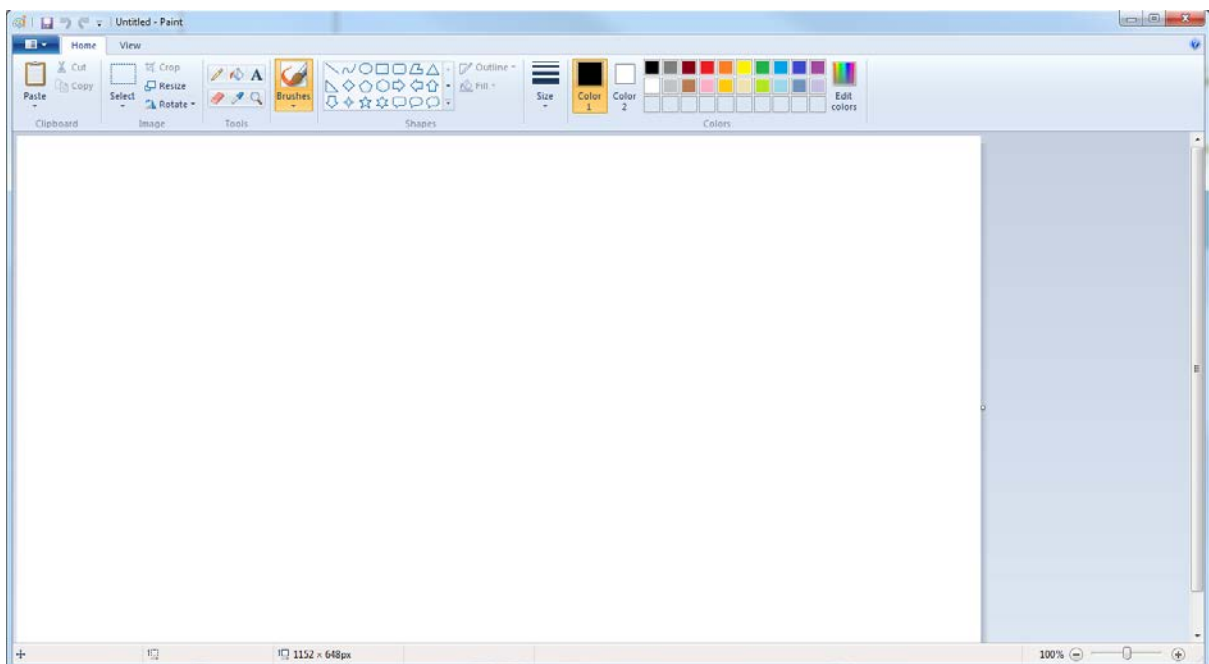 Untitled - Paint
Home View
Cut
Copy
Paste
Clipboard
Crop
Resize
Rotate
Select
Image
A
Tools
Brushes
Outline
Fill
Shapes
Size
Color 1
Color 2
Edit colors
Colors
1152 × 648px
100%